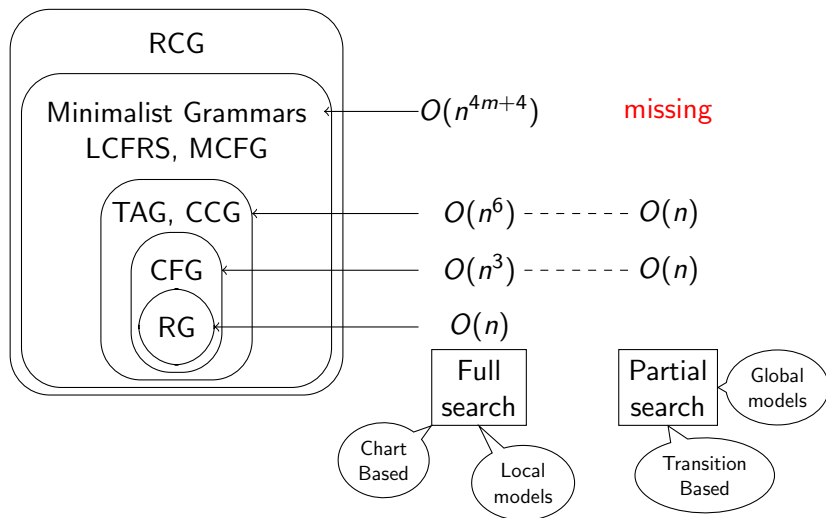 RCG
Minimalist Grammars
LCFRS, MCFG
O(n^{4m+4})
missing
TAG, CCG
O(n^6)
O(n)
CFG
O(n^3)
O(n)
RG
O(n)
Full
search
Partial
search
Global
models
Chart
Based
Local
models
Transition
Based